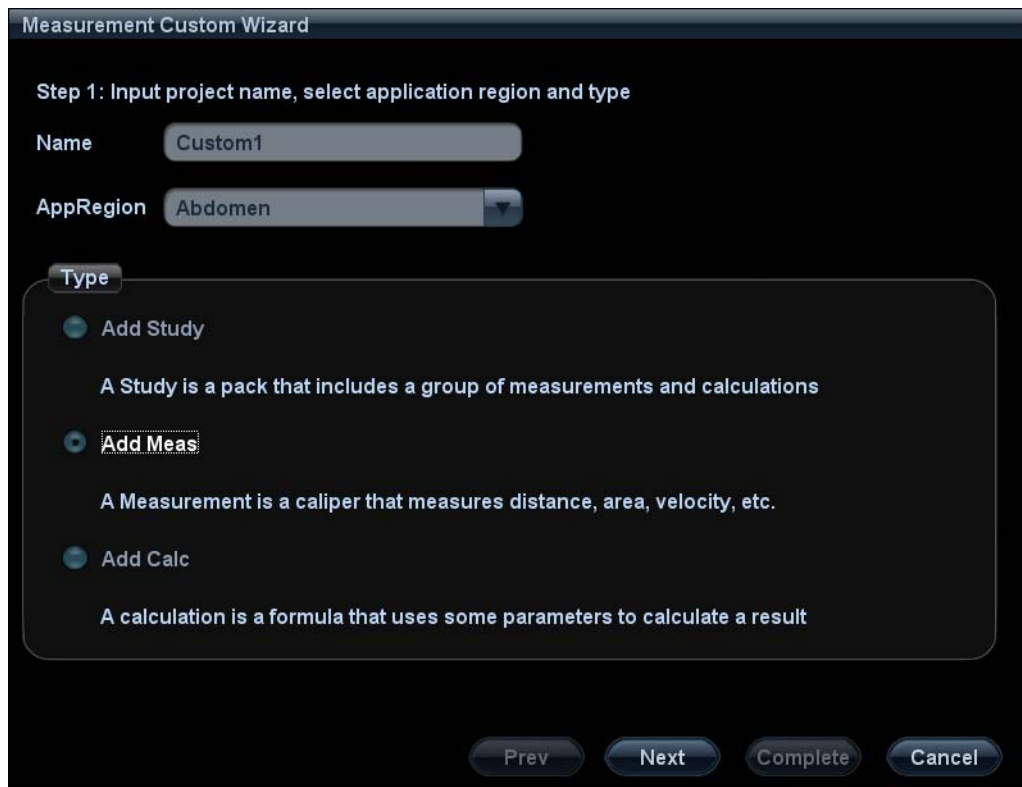 Measurement Custom Wizard
Step 1: Input project name, select application region and type
Name Custom1
AppRegion Abdomen
Type
Add Study
A Study is a pack that includes a group of measurements and calculations
Add Meas
A Measurement is a caliper that measures distance, area, velocity, etc.
Add Calc
A calculation is a formula that uses some parameters to calculate a result
Prev Next Complete Cancel